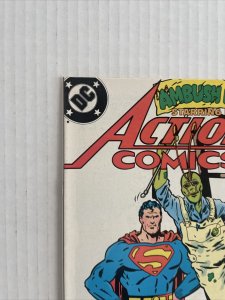 DC
AMBUSH
STARRING
ACTION
COMICS
S